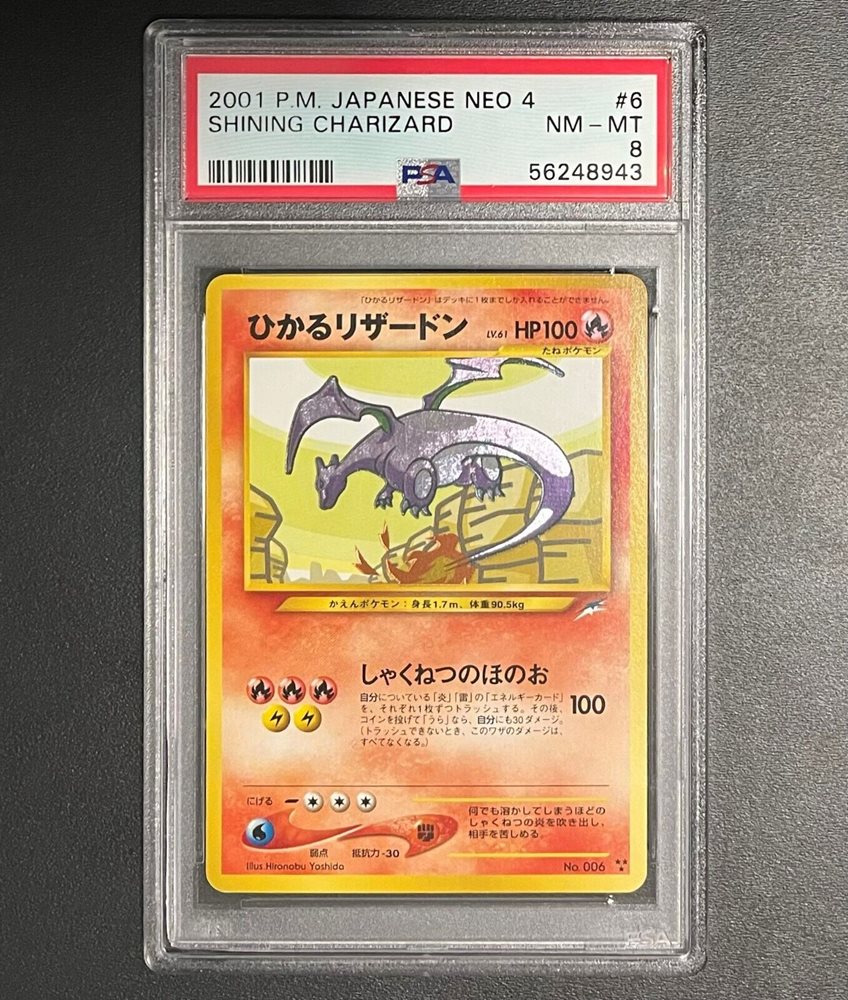 2001 P.M. JAPANESE NEO 4 #6
SHINING CHARIZARD NM - MT
8
PSA 56248943
「ひかるリザードン」はデッキに1枚までしか入れることができません。
ひかるリザードン LV.61 HP100
たねポケモン
かえんポケモン：身長1.7m、体重90.5kg
しゃくねつのほのお
自分についている「炎」「雷」の「エネルギーカード」
を、それぞれ1枚ずつトラッシュする。その後、
コインを投げて「うら」なら、自分にも30ダメージ。
（トラッシュできないとき、このワザのダメージは、
すべてなくなる。）
100
にげる
何でも溶かしてしまうほどの
しゃくねつの炎を吹き出し、
相手を苦しめる。
弱点 抵抗力 -30
Illus. Hironobu Yoshida No. 006
PSA